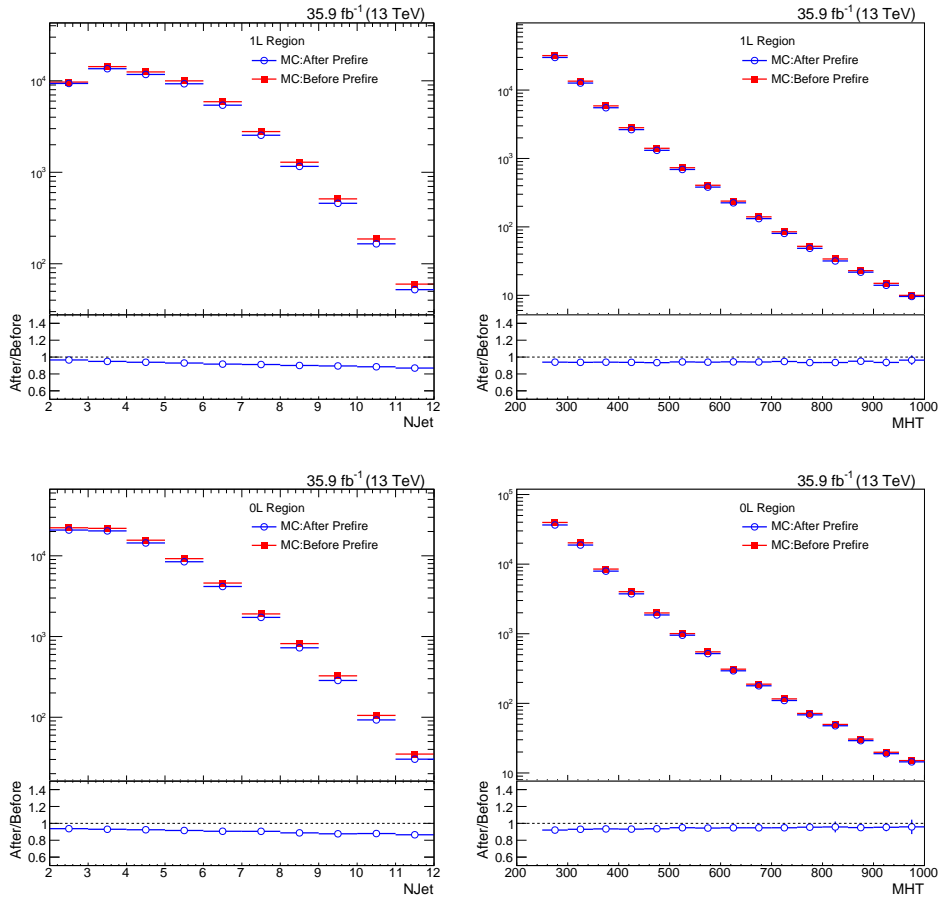 35.9 fb⁻¹ (13 TeV)
1L Region
MC:After Prefire
MC:Before Prefire
10⁴
10³
10²
After/Before
1.4
1.2
1
0.8
0.6
2 3 4 5 6 7 8 9 10 11 12
NJet
35.9 fb⁻¹ (13 TeV)
1L Region
MC:After Prefire
MC:Before Prefire
10⁴
10³
10²
10
After/Before
1.4
1.2
1
0.8
0.6
200 300 400 500 600 700 800 900 1000
MHT
35.9 fb⁻¹ (13 TeV)
0L Region
MC:After Prefire
MC:Before Prefire
10⁴
10³
10²
After/Before
1.4
1.2
1
0.8
0.6
2 3 4 5 6 7 8 9 10 11 12
NJet
35.9 fb⁻¹ (13 TeV)
0L Region
MC:After Prefire
MC:Before Prefire
10⁵
10⁴
10³
10²
10
After/Before
1.4
1.2
1
0.8
0.6
200 300 400 500 600 700 800 900 1000
MHT